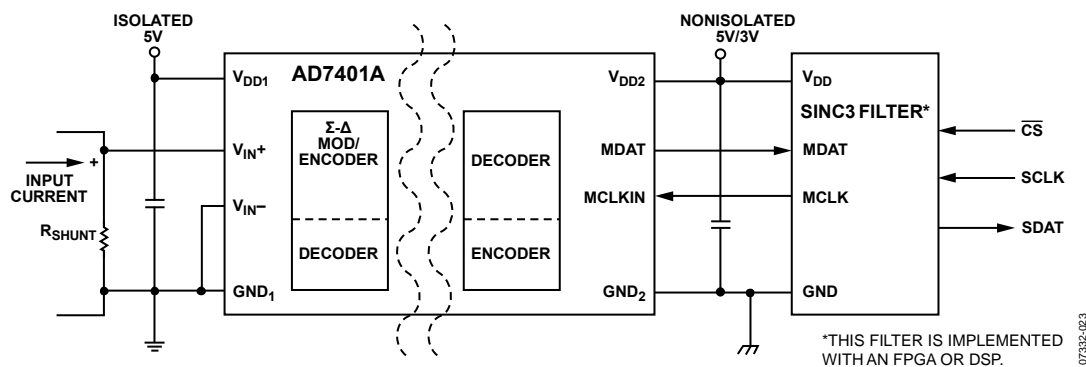 ISOLATED
5V
NONISOLATED
5V/3V
AD7401A
VDD1
VIN+
VIN–
GND1
Σ-Δ
MOD/
ENCODER
DECODER
DECODER
ENCODER
VDD2
MDAT
MCLKIN
GND2
VDD
SINC3 FILTER*
MDAT
MCLK
GND
CS
SCLK
SDAT
+
INPUT
CURRENT
RSHUNT
*THIS FILTER IS IMPLEMENTED
WITH AN FPGA OR DSP.
07332-023